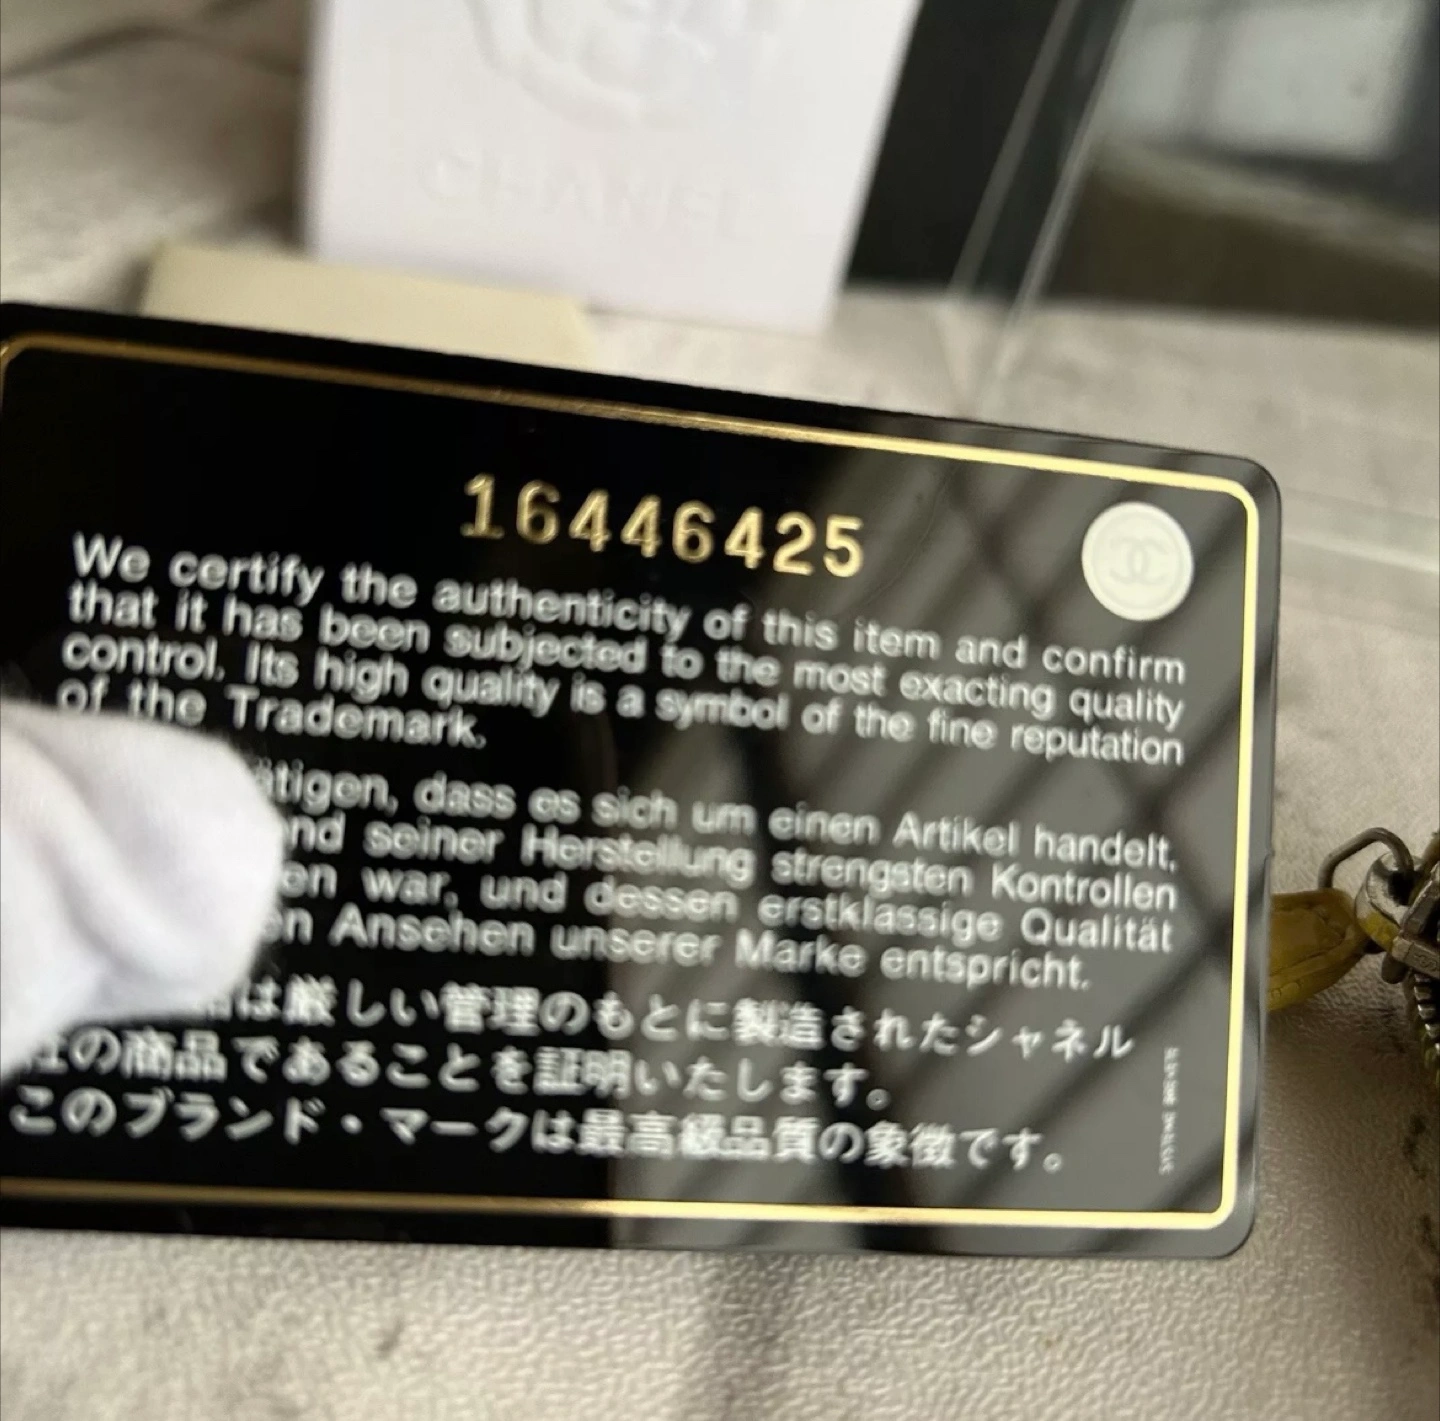 CHANEL
16446425
We certify the authenticity of this item and confirm
that it has been subjected to the most exacting quality
control. Its high quality is a symbol of the fine reputation
of the Trademark.
ätigen, dass es sich um einen Artikel handelt,
nd seiner Herstellung strengsten Kontrollen
en war, und dessen erstklassige Qualität
en Ansehen unserer Marke entspricht.
は厳しい管理のもとに製造されたシャネル
社の商品であることを証明いたします。
このブランド・マークは最高級品質の象徴です。